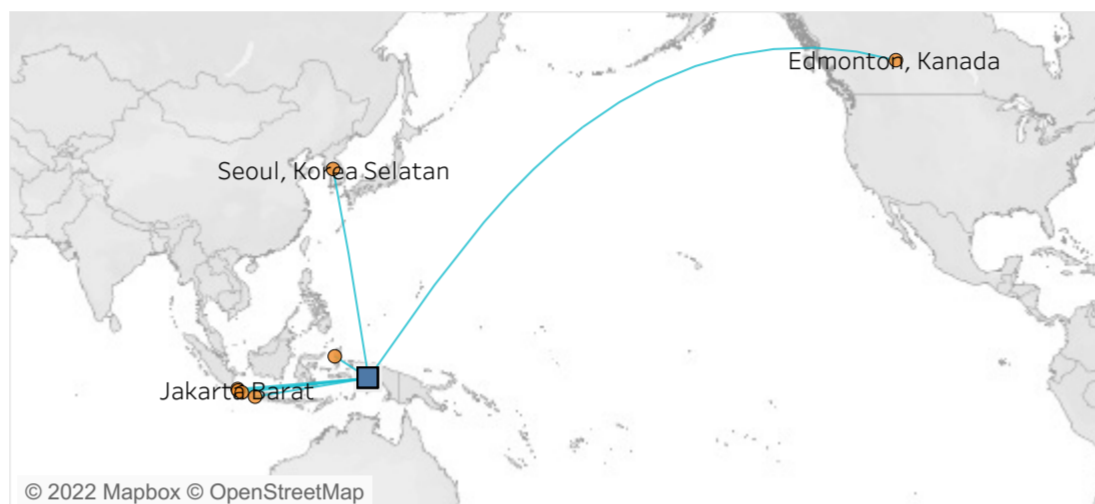 Edmonton, Kanada
Seoul, Korea Selatan
Jakarta Barat
© 2022 Mapbox © OpenStreetMap